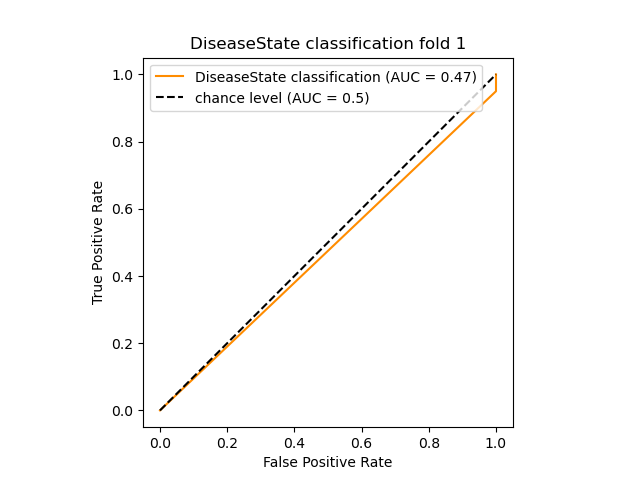 DiseaseState classification fold 1
DiseaseState classification (AUC = 0.47)
chance level (AUC = 0.5)
True Positive Rate
1.0
0.8
0.6
0.4
0.2
0.0
0.0 0.2 0.4 0.6 0.8 1.0
False Positive Rate